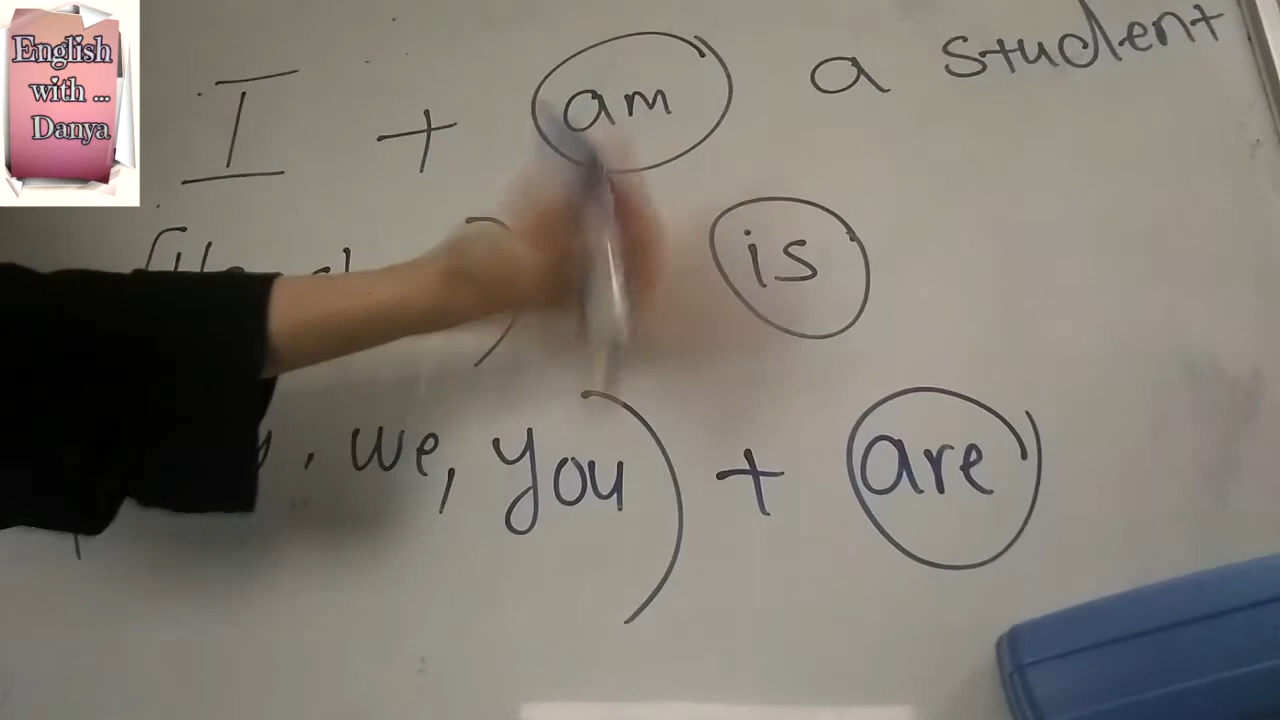 English
with ...
Danya
I + am a student
is
we, you) + are